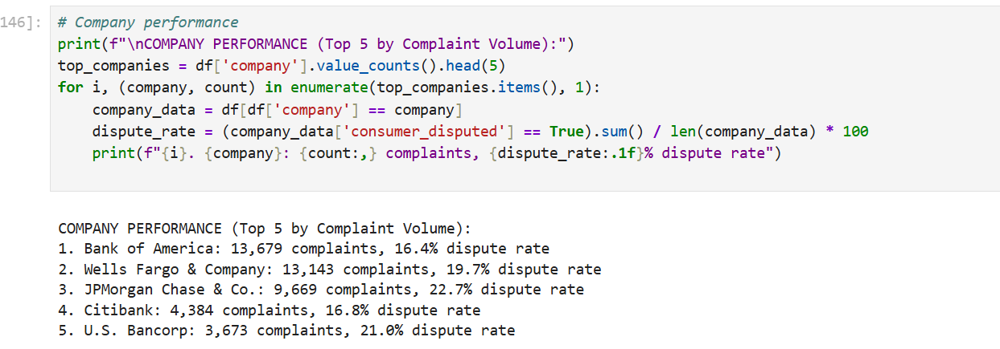 146]:
# Company performance
print(f"\nCOMPANY PERFORMANCE (Top 5 by Complaint Volume):")
top_companies = df['company'].value_counts().head(5)
for i, (company, count) in enumerate(top_companies.items(), 1):
    company_data = df[df['company'] == company]
    dispute_rate = (company_data['consumer_disputed'] == True).sum() / len(company_data) * 100
    print(f"{i}. {company}: {count:,} complaints, {dispute_rate:.1f}% dispute rate")
COMPANY PERFORMANCE (Top 5 by Complaint Volume):
1. Bank of America: 13,679 complaints, 16.4% dispute rate
2. Wells Fargo & Company: 13,143 complaints, 19.7% dispute rate
3. JPMorgan Chase & Co.: 9,669 complaints, 22.7% dispute rate
4. Citibank: 4,384 complaints, 16.8% dispute rate
5. U.S. Bancorp: 3,673 complaints, 21.0% dispute rate